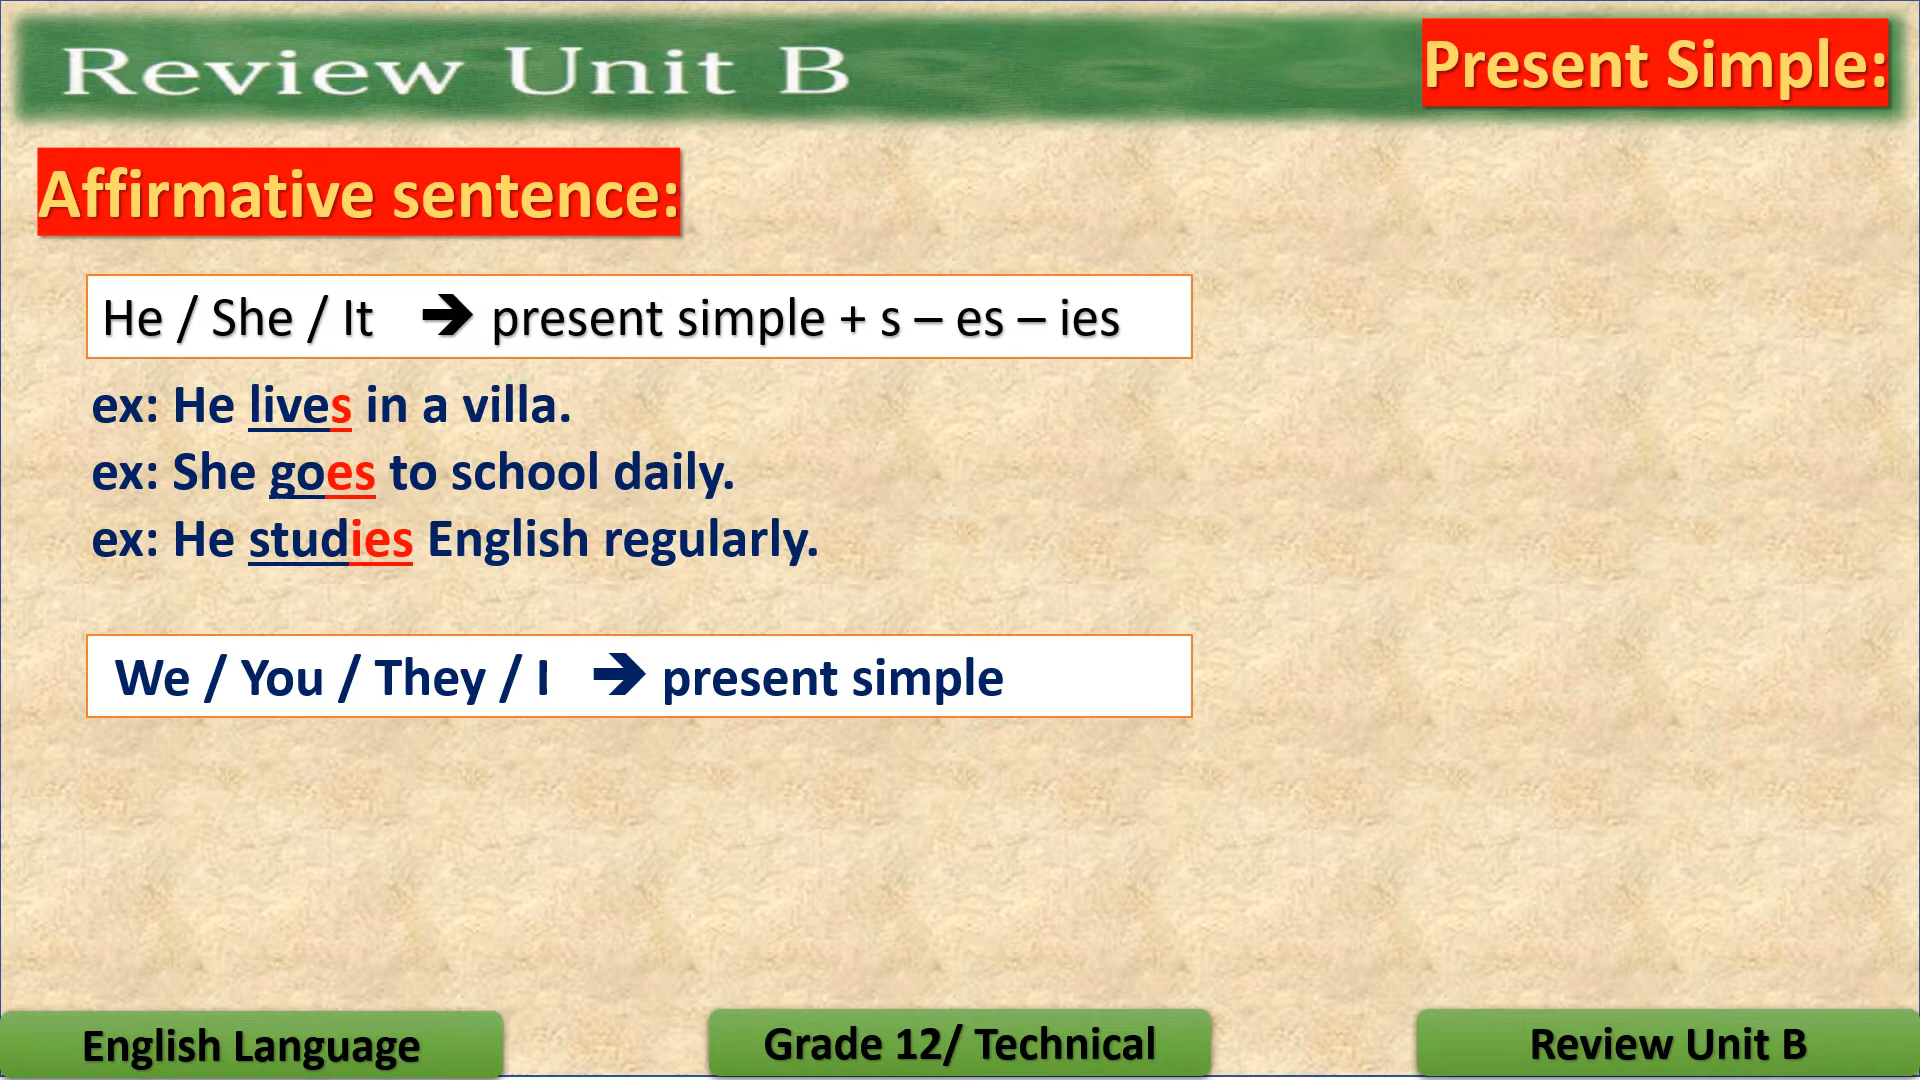 Review Unit B
Present Simple:
Affirmative sentence:
He / She / It 🡺 present simple + s – es – ies
ex: He lives in a villa.
ex: She goes to school daily.
ex: He studies English regularly.
We / You / They / I 🡺 present simple
English Language
Grade 12/ Technical
Review Unit B